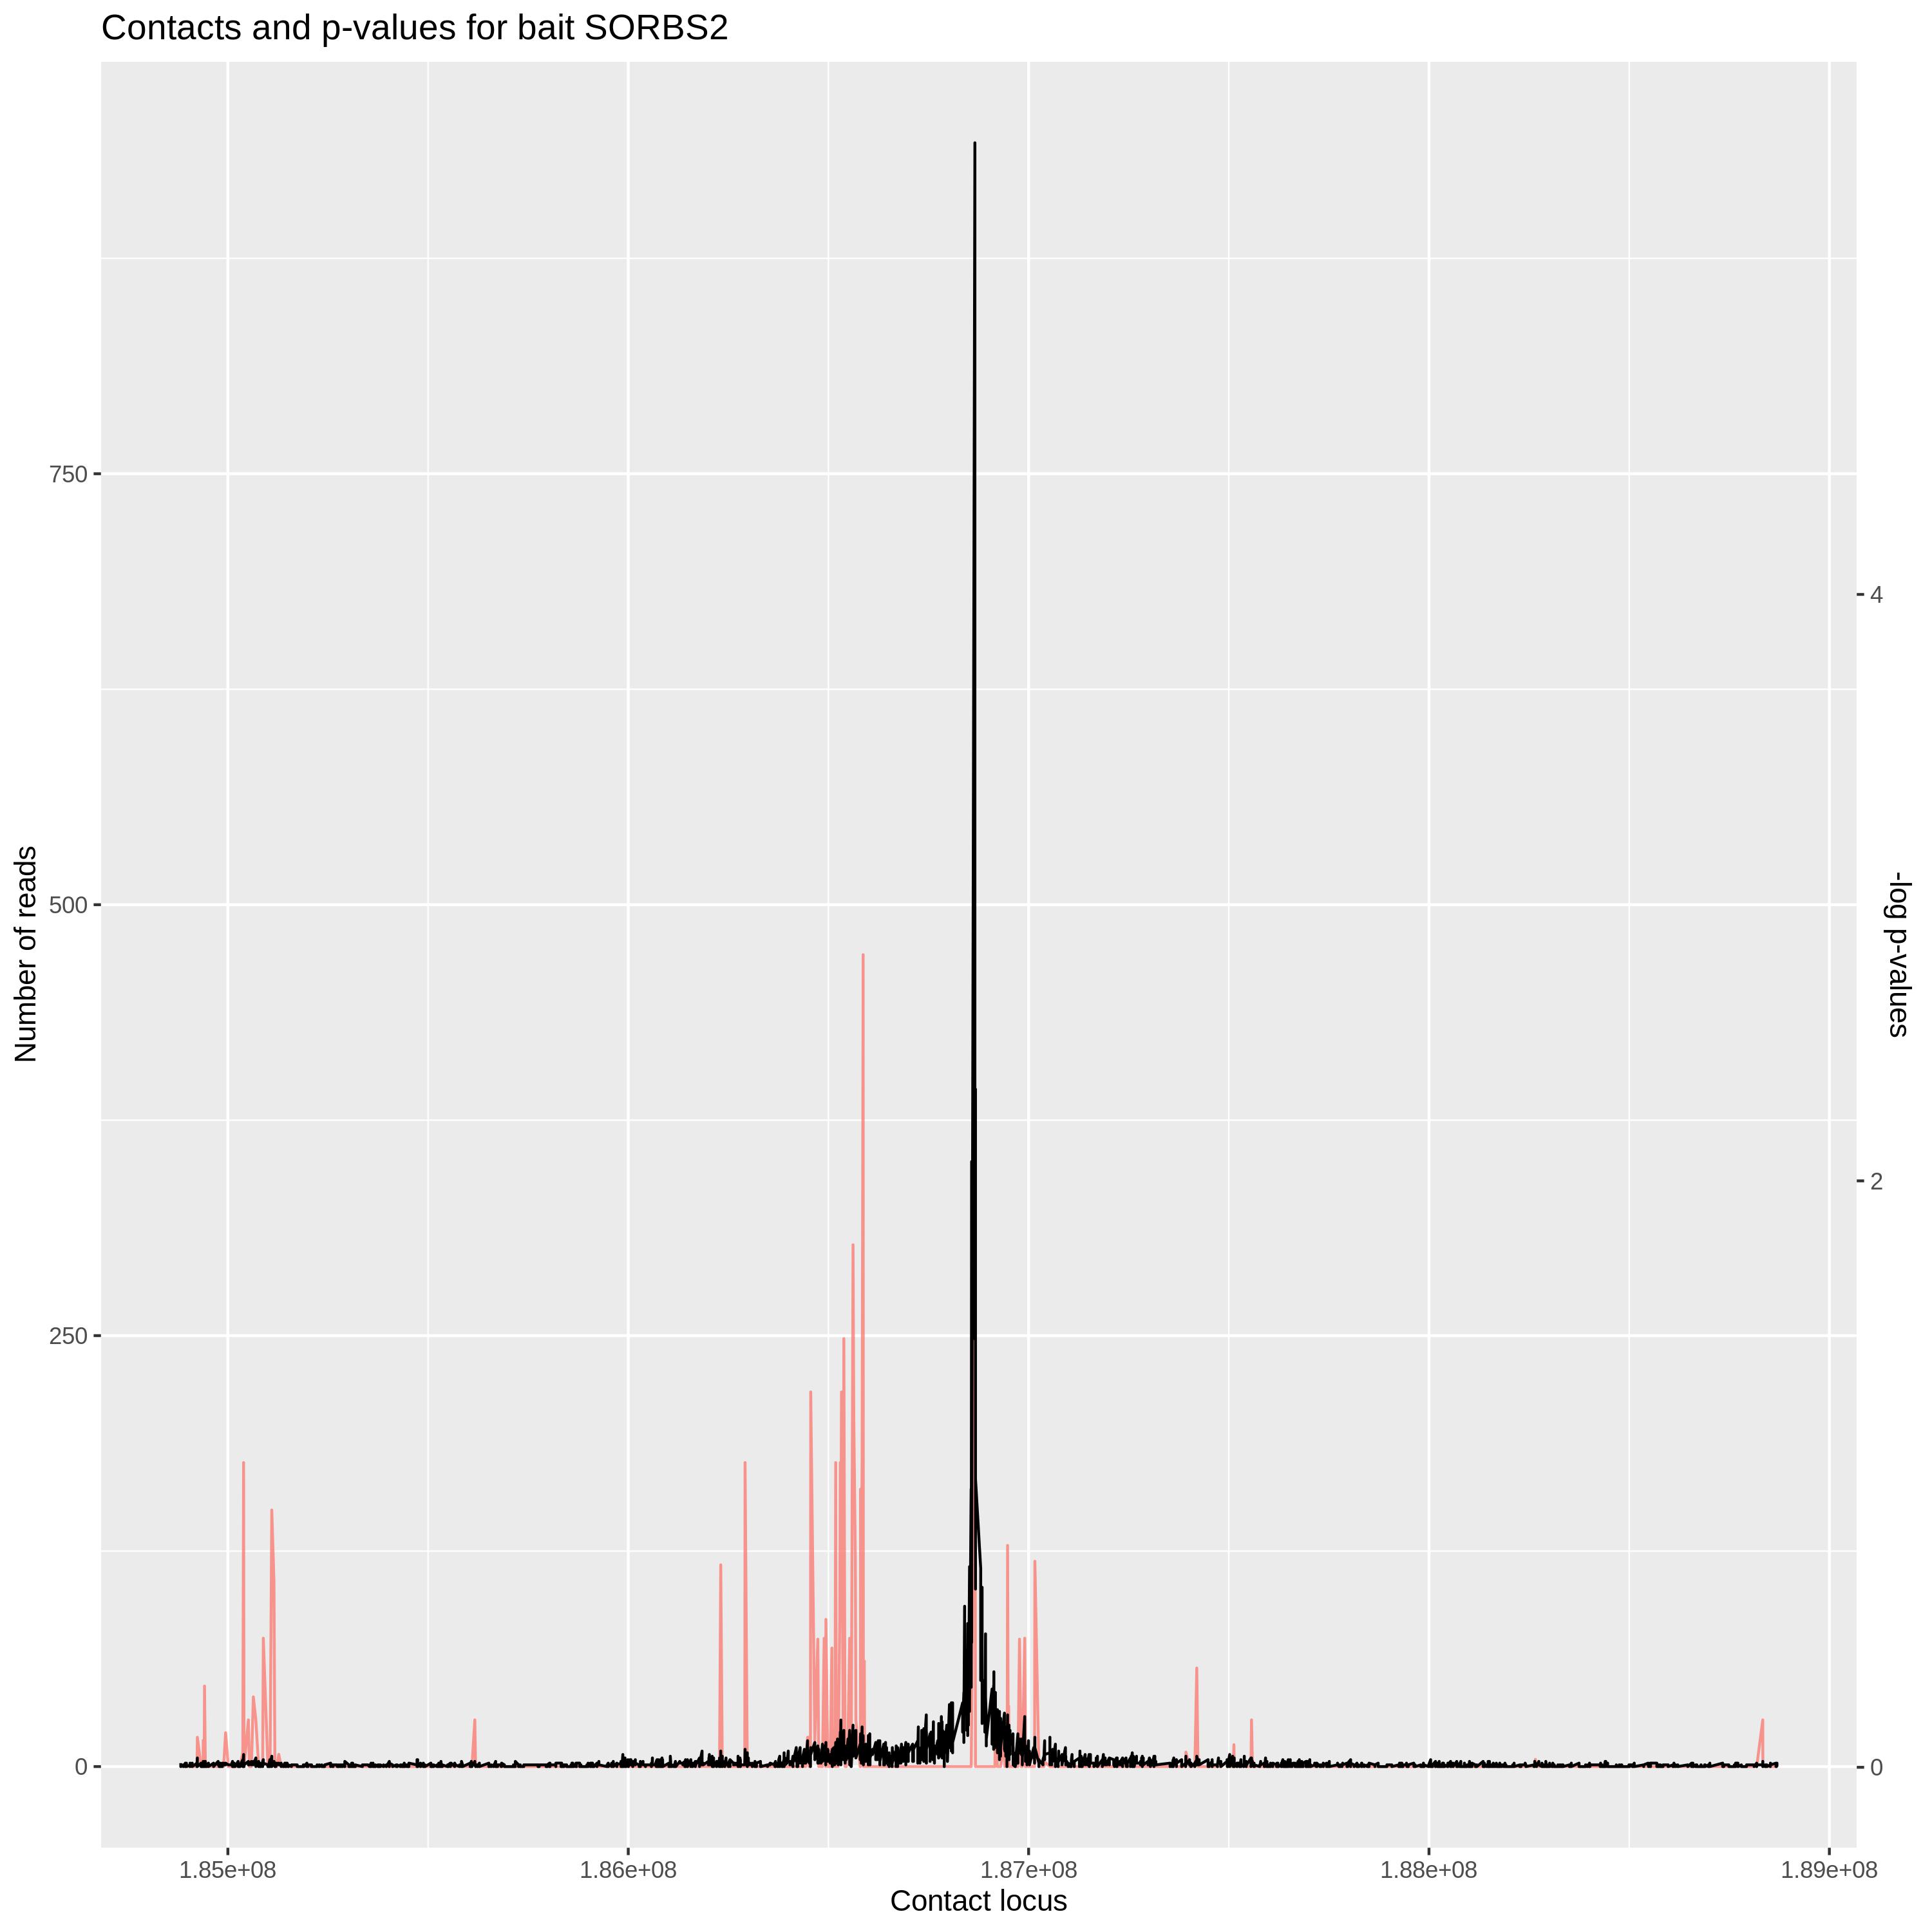 Contacts and p-values for bait SORBS2
Number of reads
750
500
250
0
4
2
0
-log p-values
1.85e+08
1.86e+08
1.87e+08
1.88e+08
1.89e+08
Contact locus